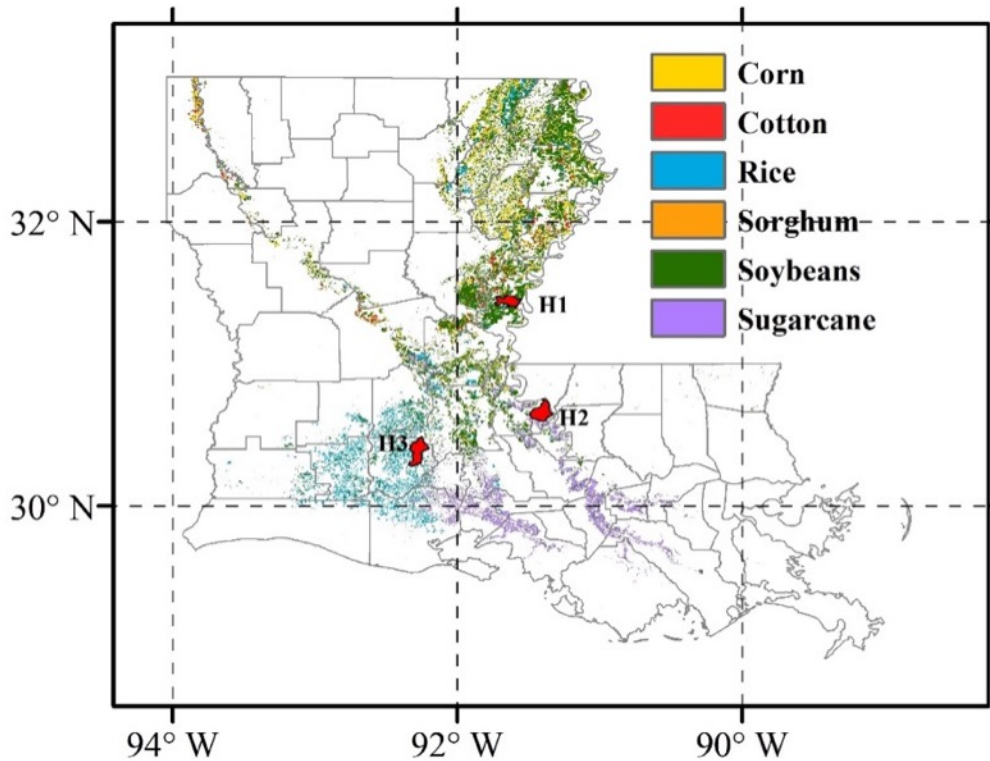 Corn
Cotton
Rice
32° N
Sorghum
Soybeans
H1
Sugarcane
H2
H3
30° N
94° W
92° W
90° W